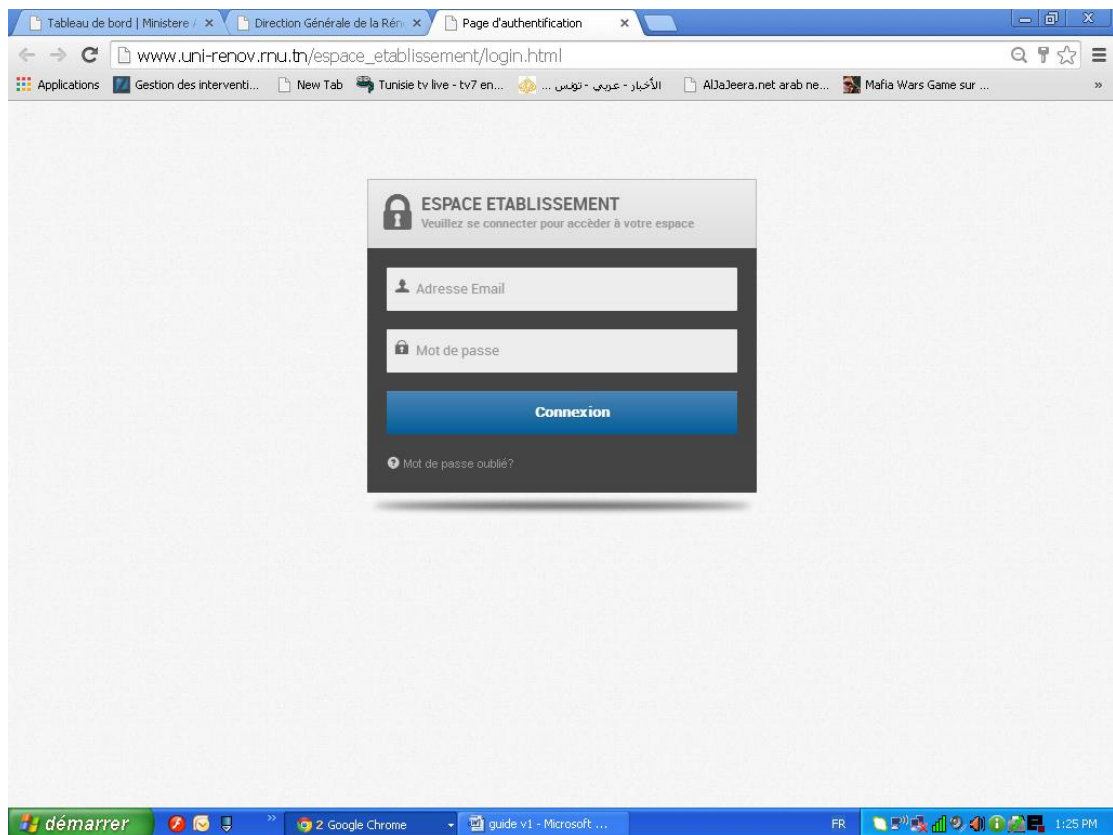 Tableau de bord | Ministere
Direction Générale de la Rén
Page d'authentification
www.uni-renov.rnu.tn/espace_etablissement/login.html
Applications
Gestion des interventi...
New Tab
Tunisie tv live - tv7 en...
الأخبار - عربي - تونس ...
AlJaJeera.net arab ne...
Mafia Wars Game sur ...
»
ESPACE ETABLISSEMENT
Veuillez se connecter pour accèder à votre espace
Adresse Email
Mot de passe
Connexion
Mot de passe oublié?
démarrer
»
2 Google Chrome
guide v1 - Microsoft ...
FR
1:25 PM